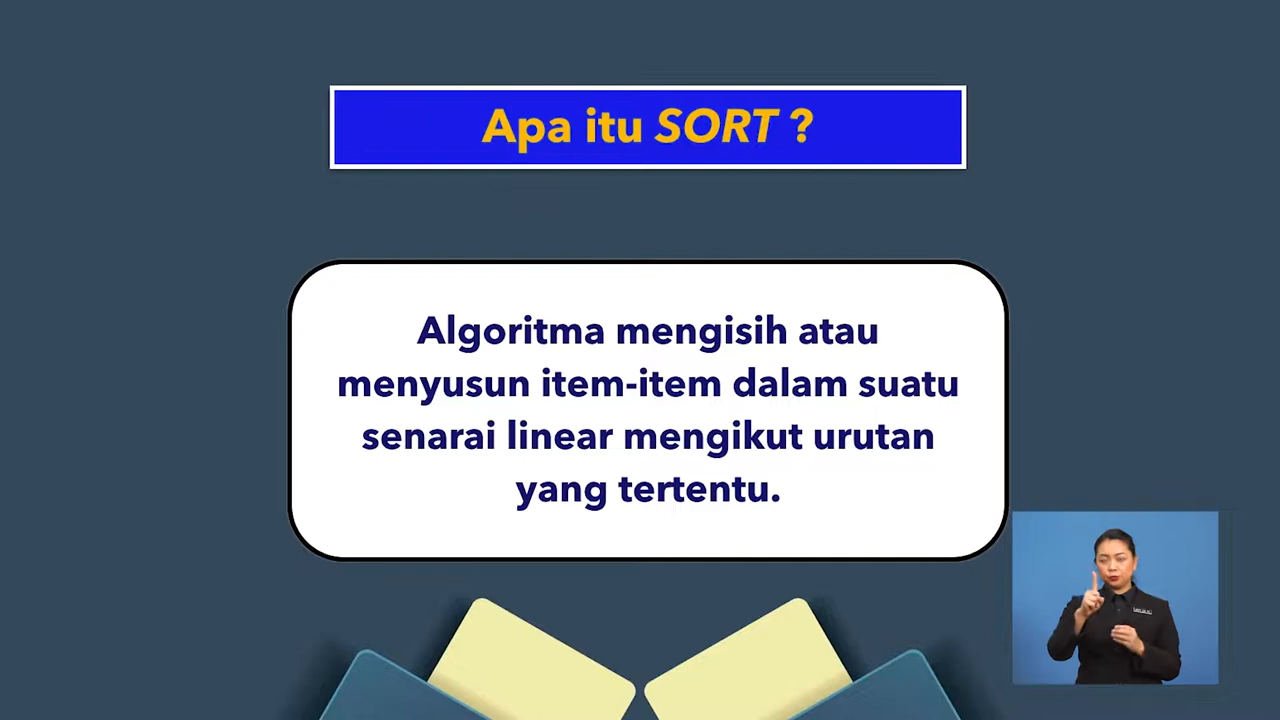 Apa itu SORT ?
Algoritma mengisih atau
menyusun item-item dalam suatu
senarai linear mengikut urutan
yang tertentu.